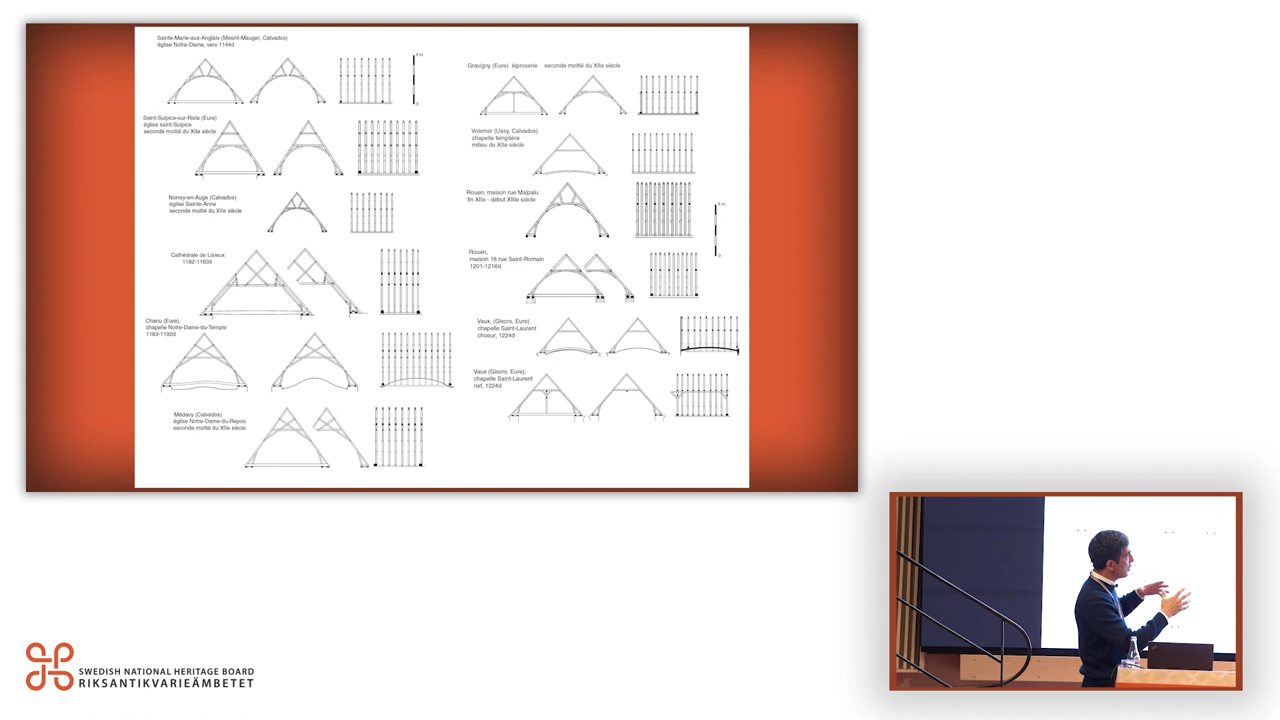 Sainte-Marie-aux-Anglais (Mesnil-Mauger, Calvados)
église Notre-Dame, vers 1144d
Saint-Sulpice-sur-Risle (Eure)
église saint-Sulpice
seconde moitié du XIIe siècle
Norrey-en-Auge (Calvados)
église Sainte-Anne
seconde moitié du XIIe siècle
Cathédrale de Lisieux
1182-1183d
Chanu (Eure),
chapelle Notre-Dame-du-Temple
1183-1192d
Médavy (Calvados)
église Notre-Dame-du-Repos
seconde moitié du XIIe siècle
5 m.
0
Gravigny (Eure) léproserie seconde moitié du XIIe siècle
Voismer (Ussy, Calvados)
chapelle templière
milieu du XIIe siècle
Rouen, maison rue Malpalu
fin XIIe - début XIIIe siècle
Rouen,
maison 18 rue Saint-Romain
1201-1216d
Vaux, (Gisors, Eure)
chapelle Saint-Laurent
choeur, 1224d
Vaux (Gisors, Eure),
chapelle Saint-Laurent
nef, 1224d
5 m.
0
SWEDISH NATIONAL HERITAGE BOARD
RIKSANTIKVARIEÄMBETET